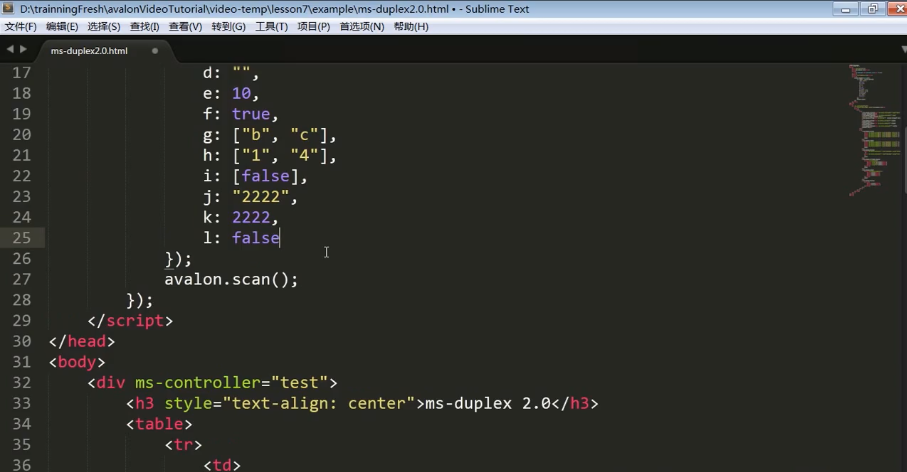 D:\trainningFresh\avalonVideoTutorial\video-temp\lesson7\example\ms-duplex2.0.html • - Sublime Text
文件(F) 编辑(E) 选择(S) 查找(I) 查看(V) 转到(G) 工具(T) 项目(P) 首选项(N) 帮助(H)
ms-duplex2.0.html
17 d: "",
18 e: 10,
19 f: true,
20 g: ["b", "c"],
21 h: ["1", "4"],
22 i: [false],
23 j: "2222",
24 k: 2222,
25 l: false
26 });
27 avalon.scan();
28 });
29 </script>
30 </head>
31 <body>
32 <div ms-controller="test">
33 <h3 style="text-align: center">ms-duplex 2.0</h3>
34 <table>
35 <tr>
36 <td>